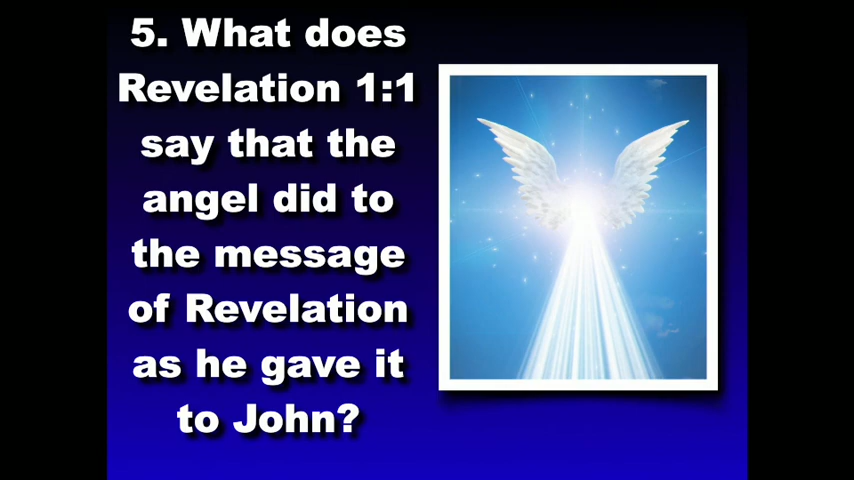 5. What does
Revelation 1:1
say that the
angel did to
the message
of Revelation
as he gave it
to John?